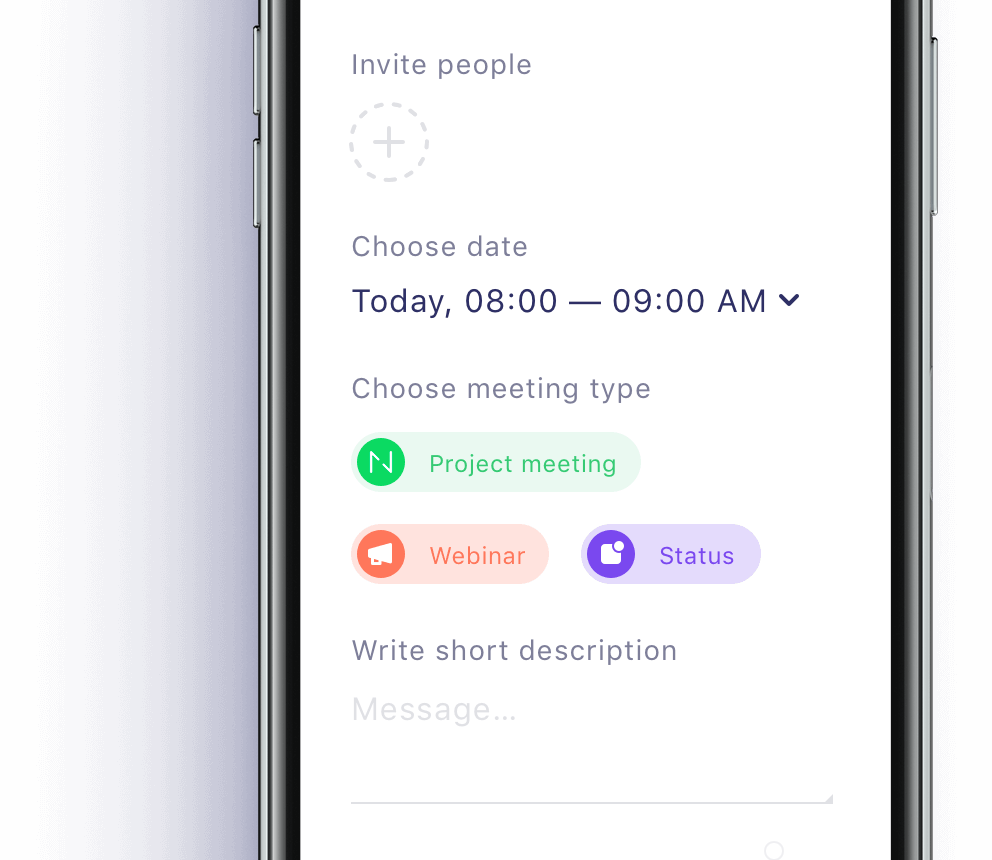 Invite people
Choose date
Today, 08:00 — 09:00 AM
Choose meeting type
Project meeting
Webinar
Status
Write short description
Message...